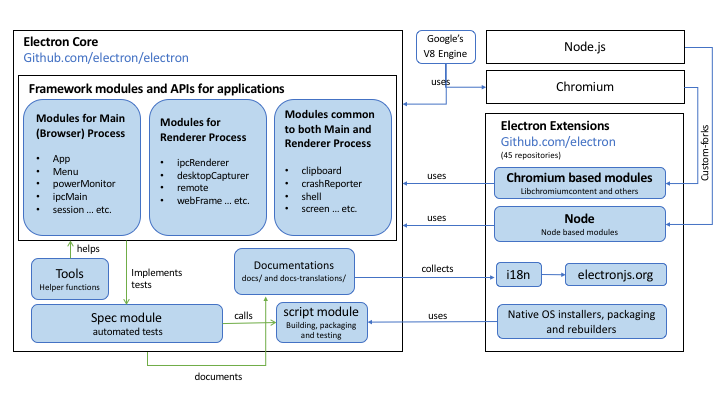 Electron Core
Github.com/electron/electron
Framework modules and APIs for applications
Modules for Main
(Browser) Process
• App
• Menu
• powerMonitor
• ipcMain
• session ... etc.
Modules for
Renderer Process
• ipcRenderer
• desktopCapturer
• remote
• webFrame ... etc.
Modules common
to both Main and
Renderer Process
• clipboard
• crashReporter
• shell
• screen ... etc.
helps
Tools
Helper functions
Implements
tests
Documentations
docs/ and docs-translations/
Spec module
automated tests
calls
script module
Building, packaging
and testing
documents
Google's
V8 Engine
uses
Node.js
Chromium
Custom-forks
Electron Extensions
Github.com/electron
(45 repositories)
uses
Chromium based modules
Libchromiumcontent and others
uses
Node
Node based modules
collects
i18n
electronjs.org
uses
Native OS installers, packaging
and rebuilders